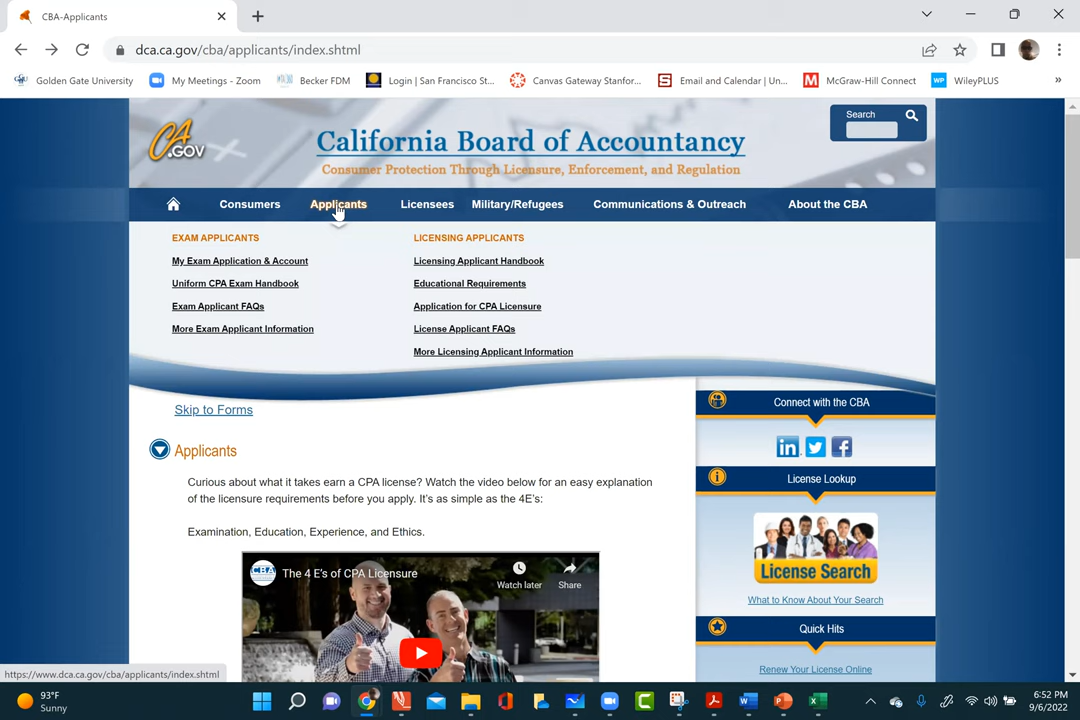 CBA-Applicants
dca.ca.gov/cba/applicants/index.shtml
Golden Gate University
My Meetings - Zoom
Becker FDM
Login | San Francisco St...
Canvas Gateway Stanfor...
Email and Calendar | Un...
McGraw-Hill Connect
WileyPLUS
»
CA.GOV
California Board of Accountancy
Consumer Protection Through Licensure, Enforcement, and Regulation
Search
Consumers
Applicants
Licensees
Military/Refugees
Communications & Outreach
About the CBA
EXAM APPLICANTS
My Exam Application & Account
Uniform CPA Exam Handbook
Exam Applicant FAQs
More Exam Applicant Information
LICENSING APPLICANTS
Licensing Applicant Handbook
Educational Requirements
Application for CPA Licensure
License Applicant FAQs
More Licensing Applicant Information
Skip to Forms
Applicants
Curious about what it takes earn a CPA license? Watch the video below for an easy explanation
of the licensure requirements before you apply. It's as simple as the 4E's:
Examination, Education, Experience, and Ethics.
CBA
The 4 E's of CPA Licensure
Watch later
Share
Connect with the CBA
License Lookup
License Search
What to Know About Your Search
Quick Hits
Renew Your License Online
https://www.dca.ca.gov/cba/applicants/index.shtml
93°F
Sunny
6:52 PM
9/6/2022